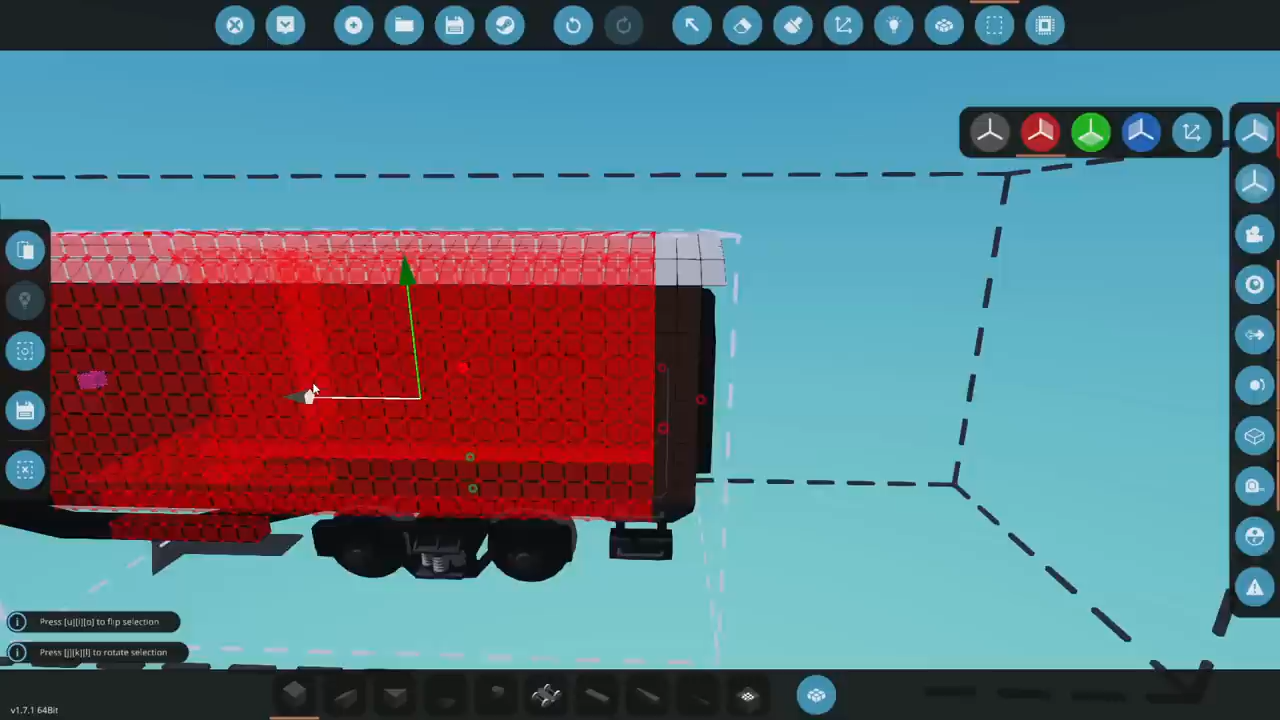 Press [u][i][o] to flip selection
Press [j][k][l] to rotate selection
v1.7.1 64Bit